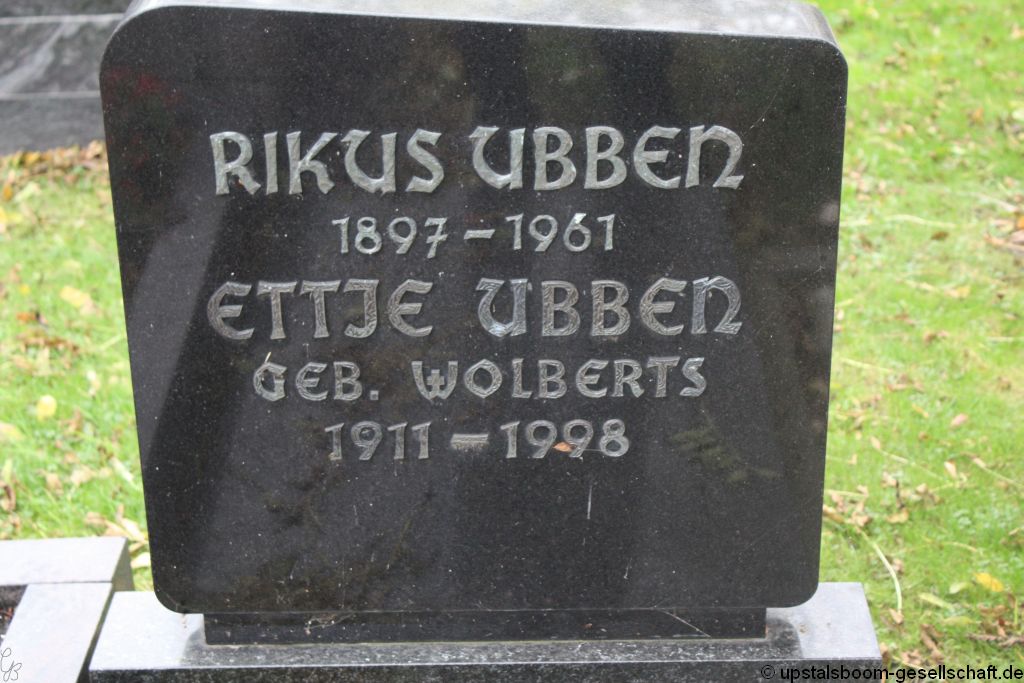 RIKUS UBBEN
1897 – 1961
ETTJE UBBEN
GEB. WOLBERTS
1911 – 1998
© upstalsboom-gesellschaft.de